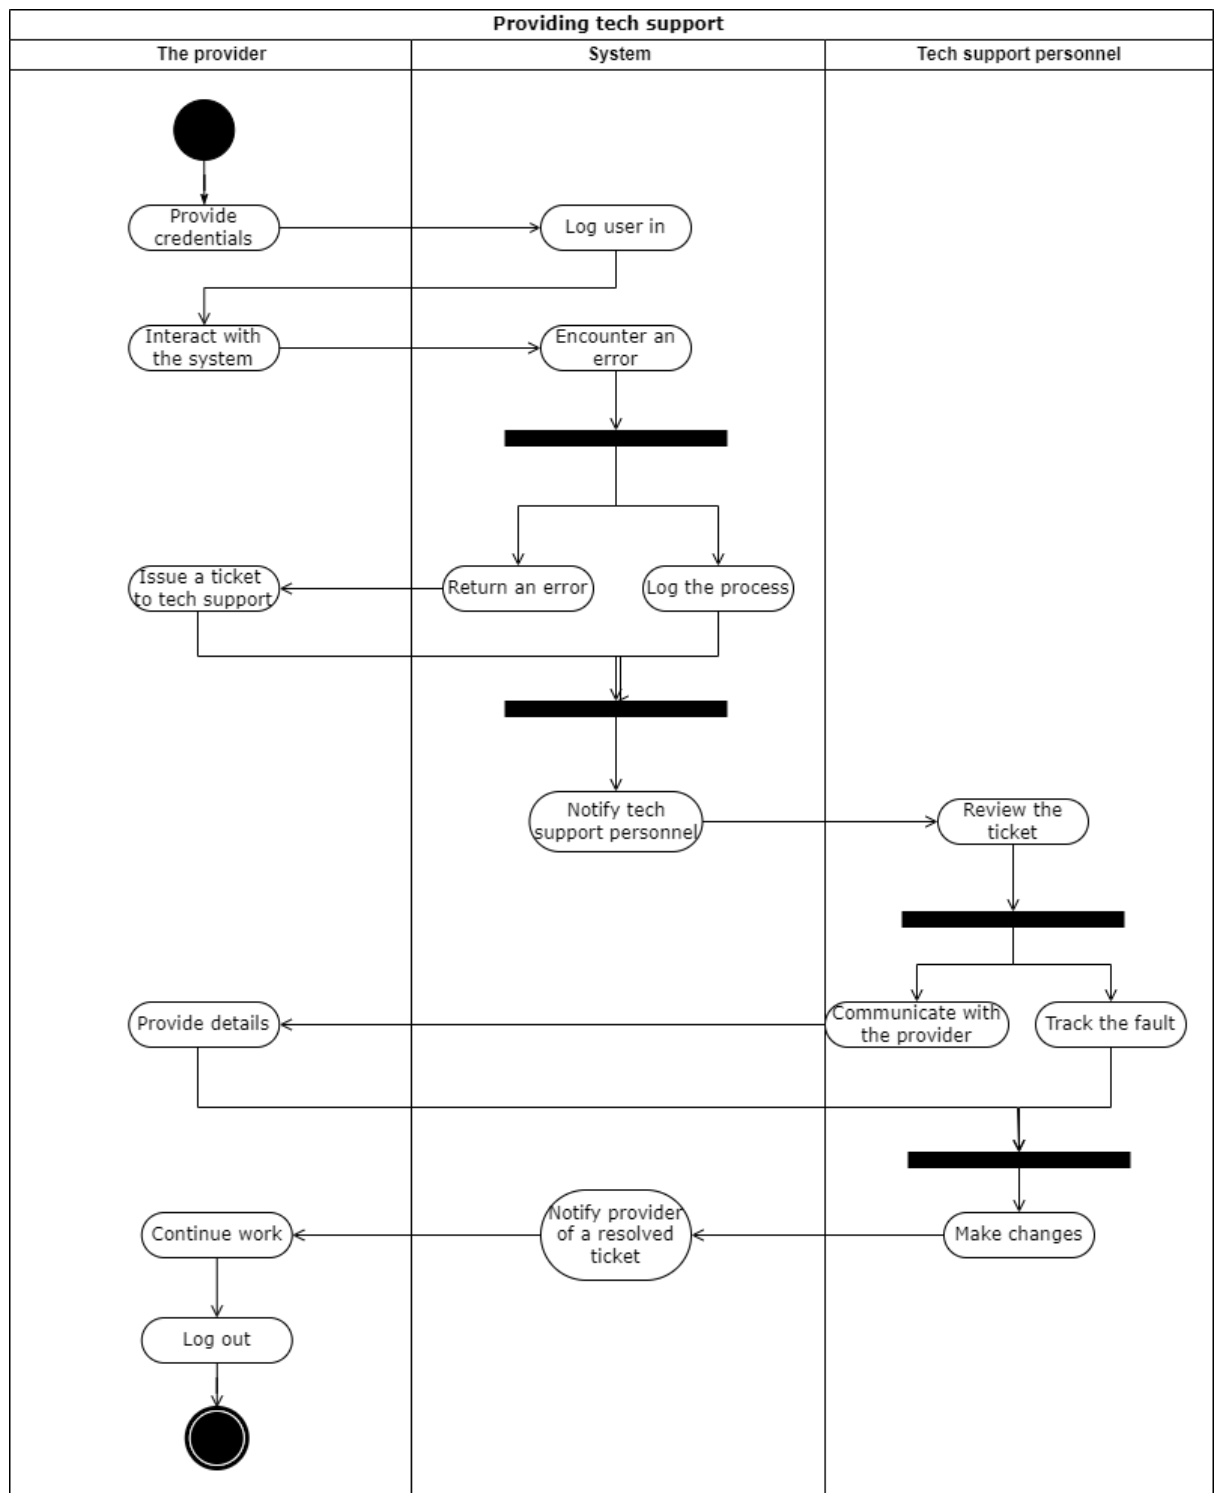 Providing tech support
The provider
System
Tech support personnel
Provide
credentials
Log user in
Interact with
the system
Encounter an
error
Issue a ticket
to tech support
Return an error
Log the process
Notify tech
support personnel
Review the
ticket
Provide details
Communicate with
the provider
Track the fault
Continue work
Notify provider
of a resolved
ticket
Make changes
Log out